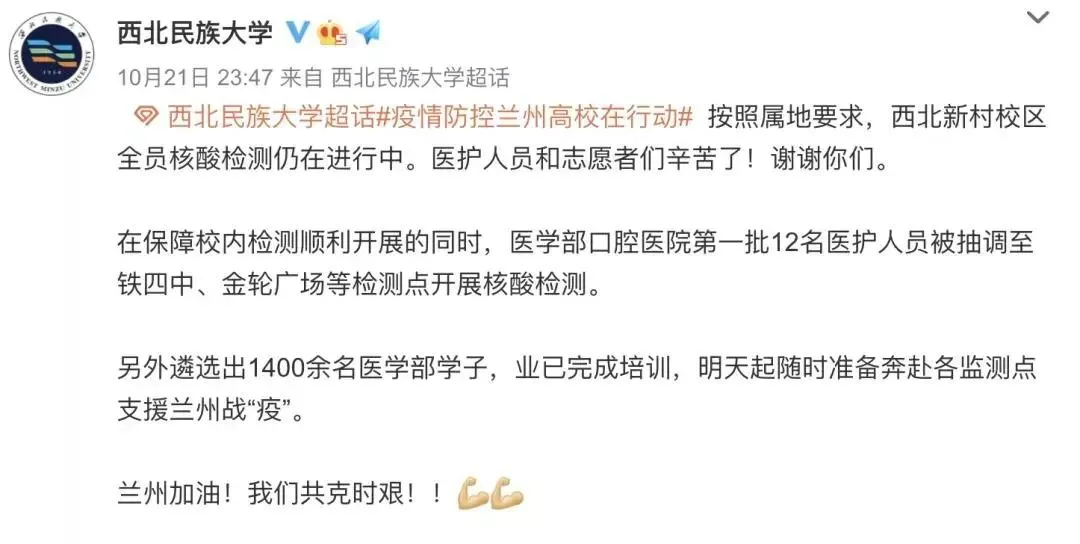 西北民族大学
10月21日 23:47 来自 西北民族大学超话
西北民族大学超话#疫情防控兰州高校在行动# 按照属地要求，西北新村校区
全员核酸检测仍在进行中。医护人员和志愿者们辛苦了！谢谢你们。
在保障校内检测顺利开展的同时，医学部口腔医院第一批12名医护人员被抽调至
铁四中、金轮广场等检测点开展核酸检测。
另外遴选出1400余名医学部学子，业已完成培训，明天起随时准备奔赴各监测点
支援兰州战“疫”。
兰州加油！我们共克时艰！！💪💪
NORTHWEST MINZU UNIVERSITY